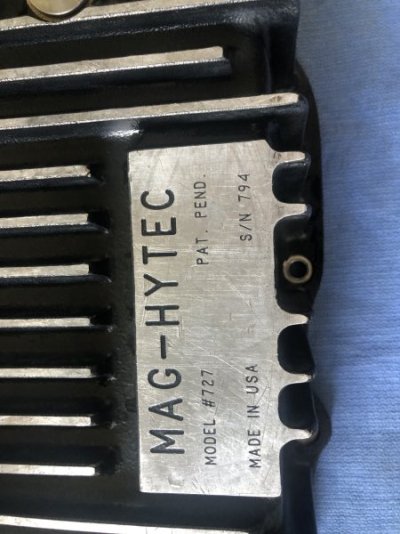 MAG-HYTEC
MODEL #727 PAT. PEND.
MADE IN USA S/N 794